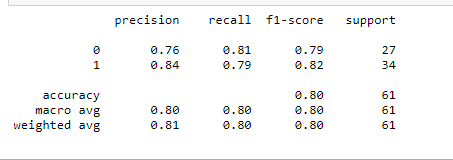 precision recall f1-score support
0 0.76 0.81 0.79 27
1 0.84 0.79 0.82 34
accuracy 0.80 61
macro avg 0.80 0.80 0.80 61
weighted avg 0.81 0.80 0.80 61